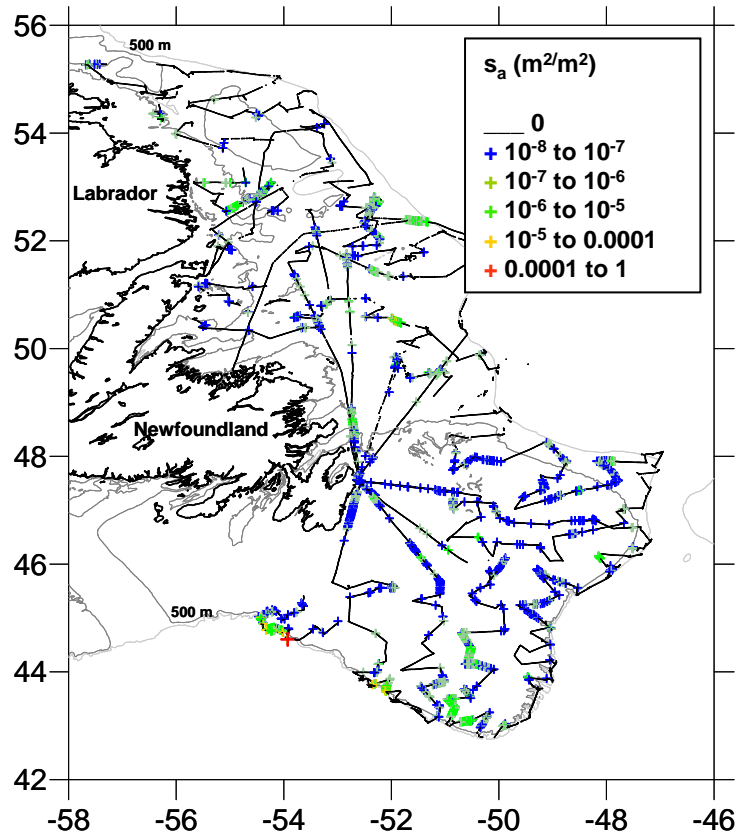 56
500 m
sa (m2/m2)
___ 0
10-8 to 10-7
10-7 to 10-6
10-6 to 10-5
10-5 to 0.0001
0.0001 to 1
54
Labrador
52
50
Newfoundland
48
46
500 m
44
42
-58 -56 -54 -52 -50 -48 -46